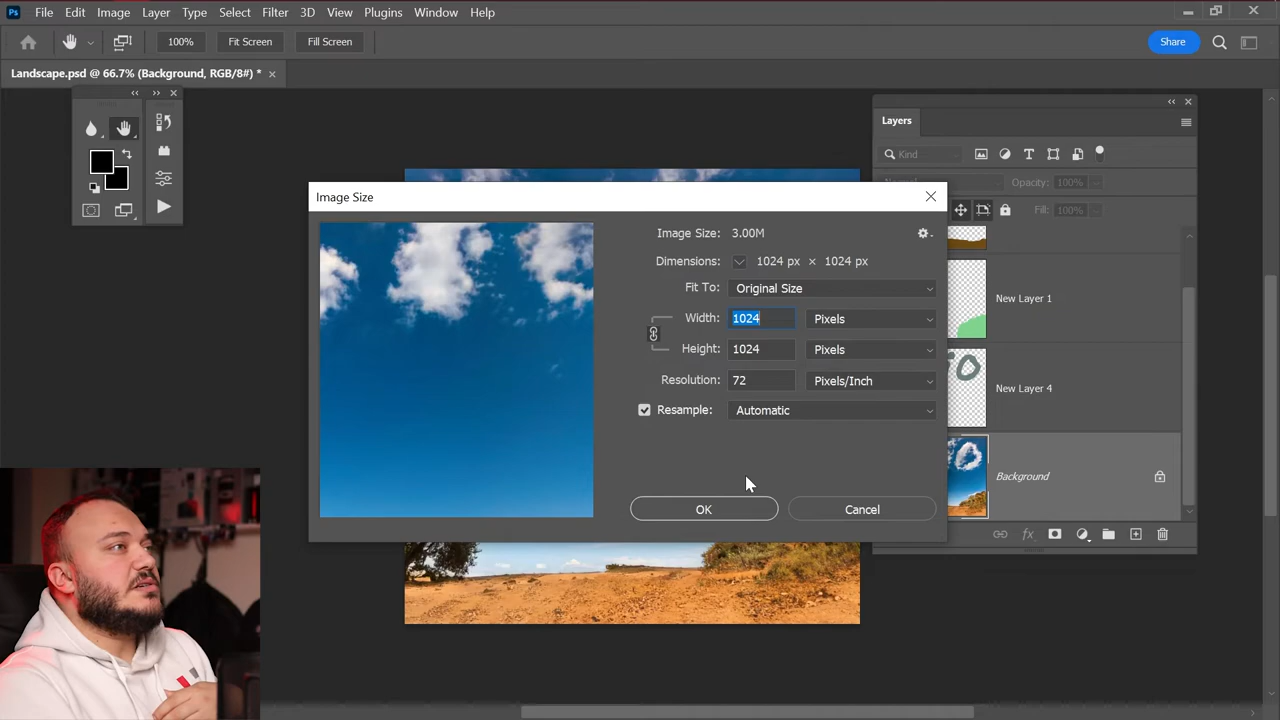 Ps File Edit Image Layer Type Select Filter 3D View Plugins Window Help
100% Fit Screen Fill Screen Share
Landscape.psd @ 66.7% (Background, RGB/8#) *
Layers
Kind
Normal Opacity: 100%
Fill: 100%
New Layer 1
New Layer 4
Background
fx
Image Size
Image Size: 3.00M
Dimensions: 1024 px × 1024 px
Fit To: Original Size
Width: 1024 Pixels
Height: 1024 Pixels
Resolution: 72 Pixels/Inch
Resample: Automatic
OK Cancel